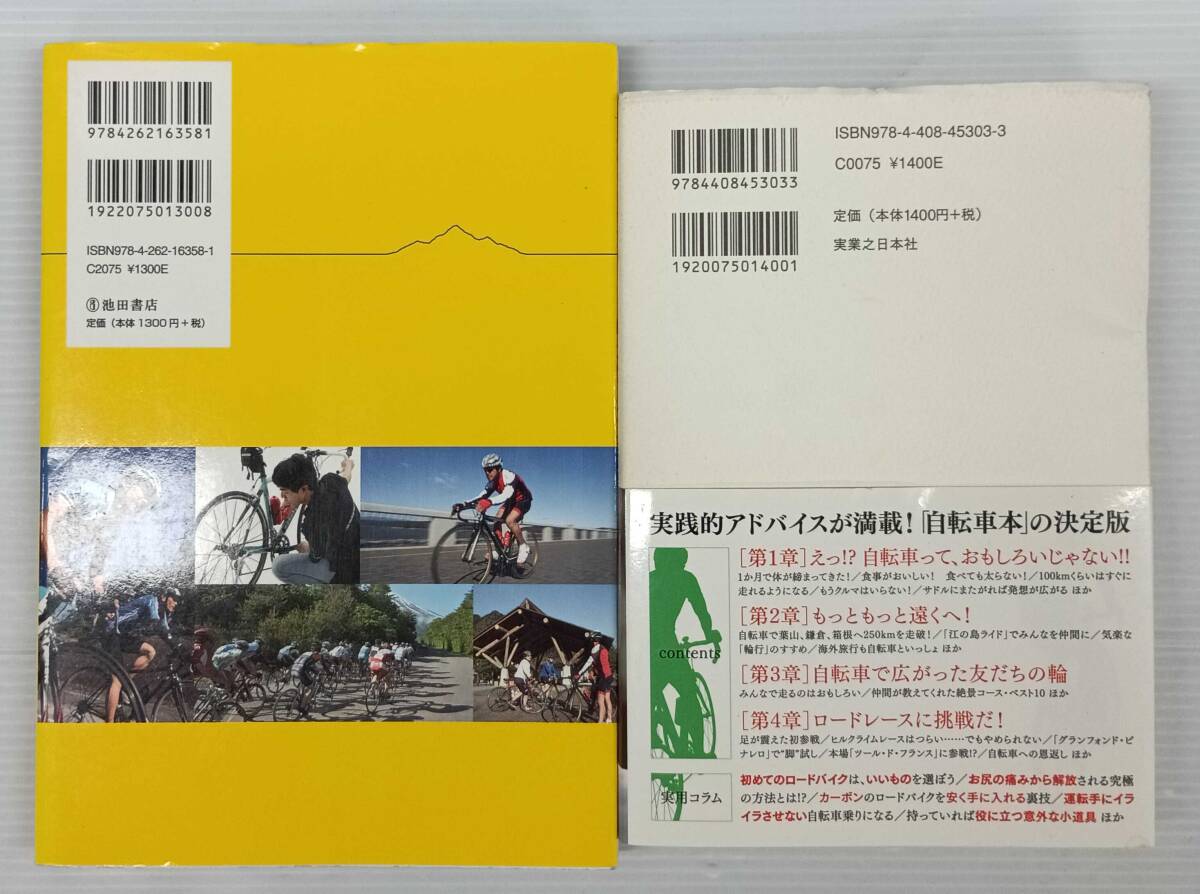 9784262163581
1922075013008
ISBN978-4-262-16358-1
C2075 ¥1300E
池田書店
定価（本体1300円+税）
9784408453033
1920075014001
ISBN978-4-408-45303-3
C0075 ¥1400E
定価（本体1400円+税）
実業之日本社
実践的アドバイスが満載！「自転車本」の決定版
contents
［第1章］えっ!? 自転車って、おもしろいじゃない!!
1か月で体が締まってきた！／食事がおいしい！　食べても太らない！／100kmくらいはすぐに
走れるようになる／もうクルマはいらない！／サドルにまたがれば発想が広がる ほか
［第2章］もっともっと遠くへ！
自転車で葉山、鎌倉、箱根へ250kmを走破！／「江の島ライド」でみんなを仲間に／気楽な
「輪行」のすすめ／海外旅行も自転車といっしょ ほか
［第3章］自転車で広がった友だちの輪
みんなで走るのはおもしろい／仲間が教えてくれた絶景コース・ベスト10 ほか
［第4章］ロードレースに挑戦だ！
足が震えた初参戦／ヒルクライムレースはつらい……でもやめられない／「グランフォンド・ピ
ナレロ」で“脚”試し／本場「ツール・ド・フランス」に参戦!?／自転車への恩返し ほか
実用コラム
初めてのロードバイクは、いいものを選ぼう／お尻の痛みから解放される究極
の方法とは!?／カーボンのロードバイクを安く手に入れる裏技／運転手にイラ
イラさせない自転車乗りになる／持っていれば役に立つ意外な小道具 ほか